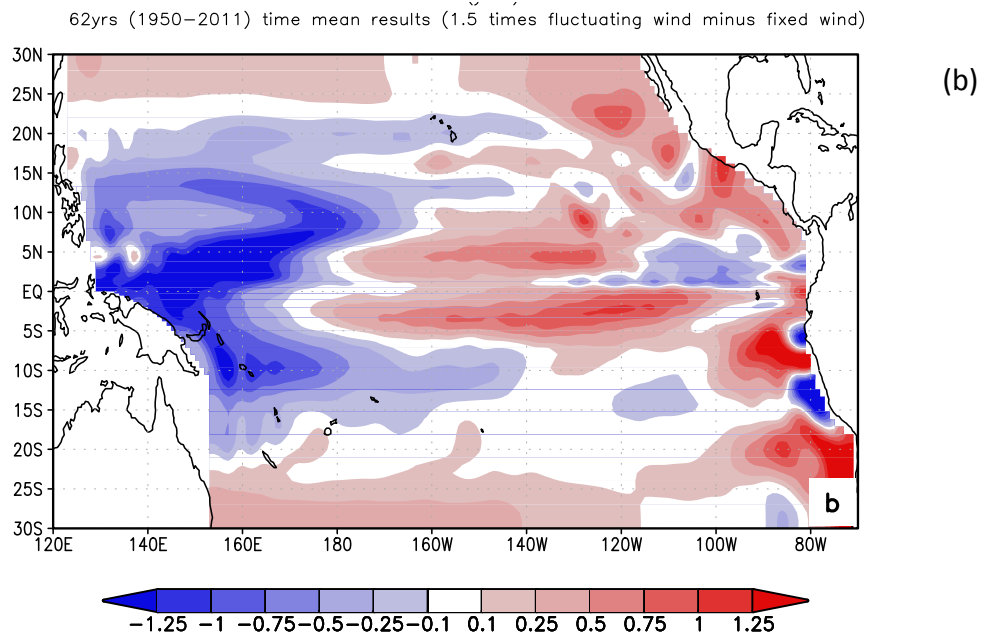 62yrs (1950−2011) time mean results (1.5 times fluctuating wind minus fixed wind)
(b)
30N
25N
20N
15N
10N
5N
EQ
5S
10S
15S
20S
25S
30S
b
120E 140E 160E 180 160W 140W 120W 100W 80W
−1.25 −1 −0.75 −0.5 −0.25 −0.1 0.1 0.25 0.5 0.75 1 1.25